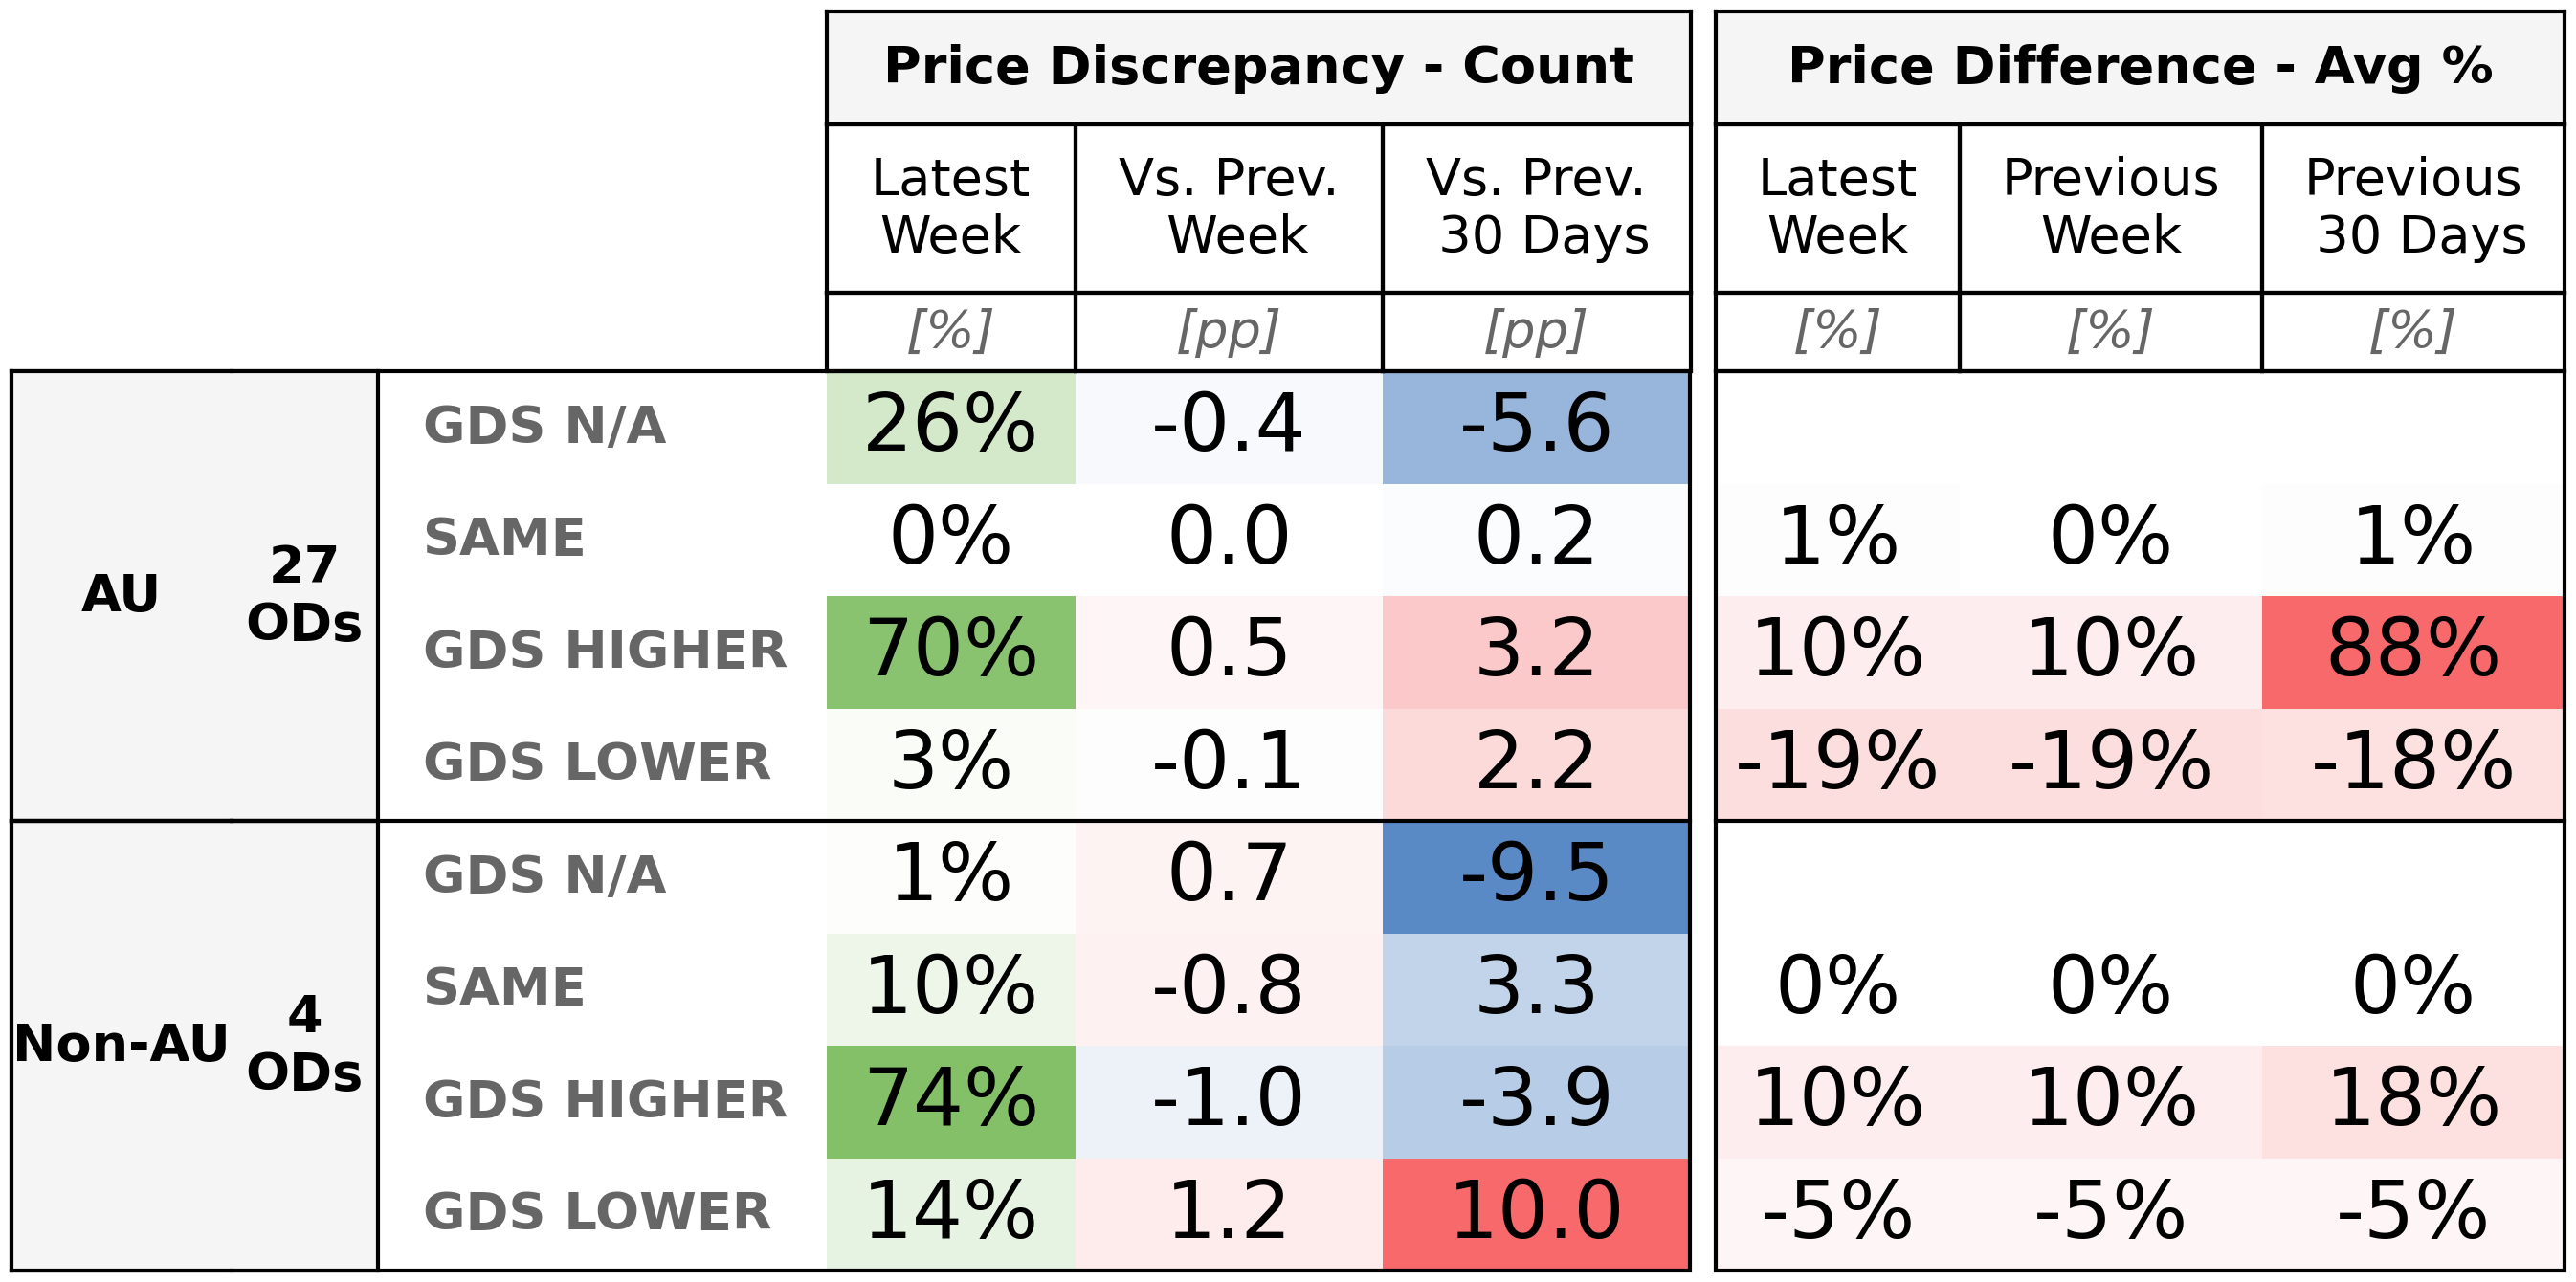 Price Discrepancy - Count Price Difference - Avg %
Latest Week Vs. Prev. Week Vs. Prev. 30 Days Latest Week Previous Week Previous 30 Days
[%] [pp] [pp] [%] [%] [%]
AU 27 ODs
GDS N/A 26% -0.4 -5.6
SAME 0% 0.0 0.2 1% 0% 1%
GDS HIGHER 70% 0.5 3.2 10% 10% 88%
GDS LOWER 3% -0.1 2.2 -19% -19% -18%
Non-AU 4 ODs
GDS N/A 1% 0.7 -9.5
SAME 10% -0.8 3.3 0% 0% 0%
GDS HIGHER 74% -1.0 -3.9 10% 10% 18%
GDS LOWER 14% 1.2 10.0 -5% -5% -5%